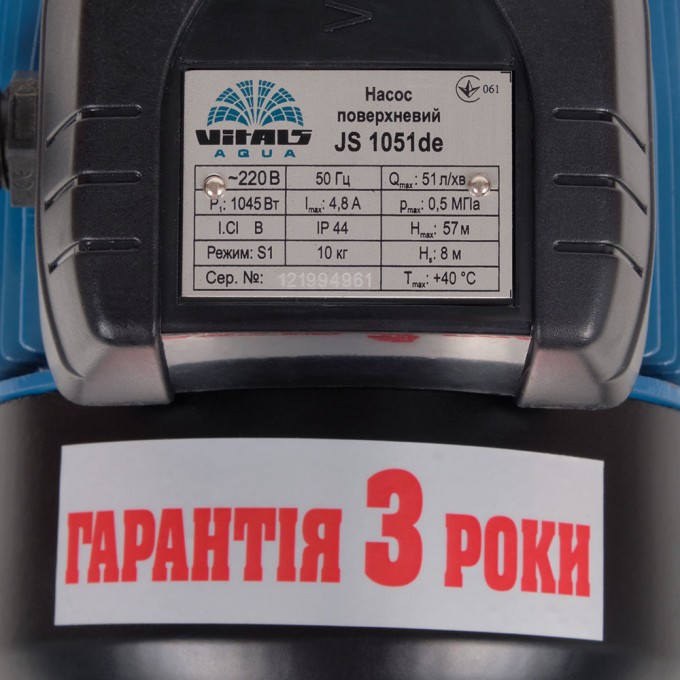 VITALS
AQUA
Насос
поверхневий
JS 1051de
061
~220 В 50 Гц Qmax: 51 л/хв
P1: 1045 Вт Imax: 4,8 А pmax: 0,5 МПа
I.Cl B IP 44 Hmax: 57 м
Режим: S1 10 кг Hs: 8 м
Сер. №: 121994961 Tmax: +40 °C
ГАРАНТІЯ 3 РОКИ